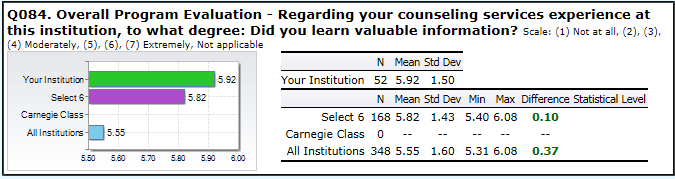 Q084. Overall Program Evaluation - Regarding your counseling services experience at
this institution, to what degree: Did you learn valuable information? Scale: (1) Not at all, (2), (3),
(4) Moderately, (5), (6), (7) Extremely, Not applicable
Your Institution 5.92
Select 6 5.82
Carnegie Class
All Institutions 5.55
5.50 5.60 5.70 5.80 5.90 6.00
N Mean Std Dev
Your Institution 52 5.92 1.50
N Mean Std Dev Min Max Difference Statistical Level
Select 6 168 5.82 1.43 5.40 6.08 0.10
Carnegie Class 0 -- -- -- -- --
All Institutions 348 5.55 1.60 5.31 6.08 0.37